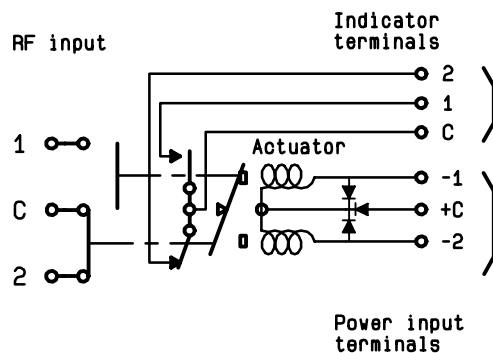 Indicator
terminals
RF input
2
1
C
Actuator
1
-1
C
+C
-2
2
Power input
terminals